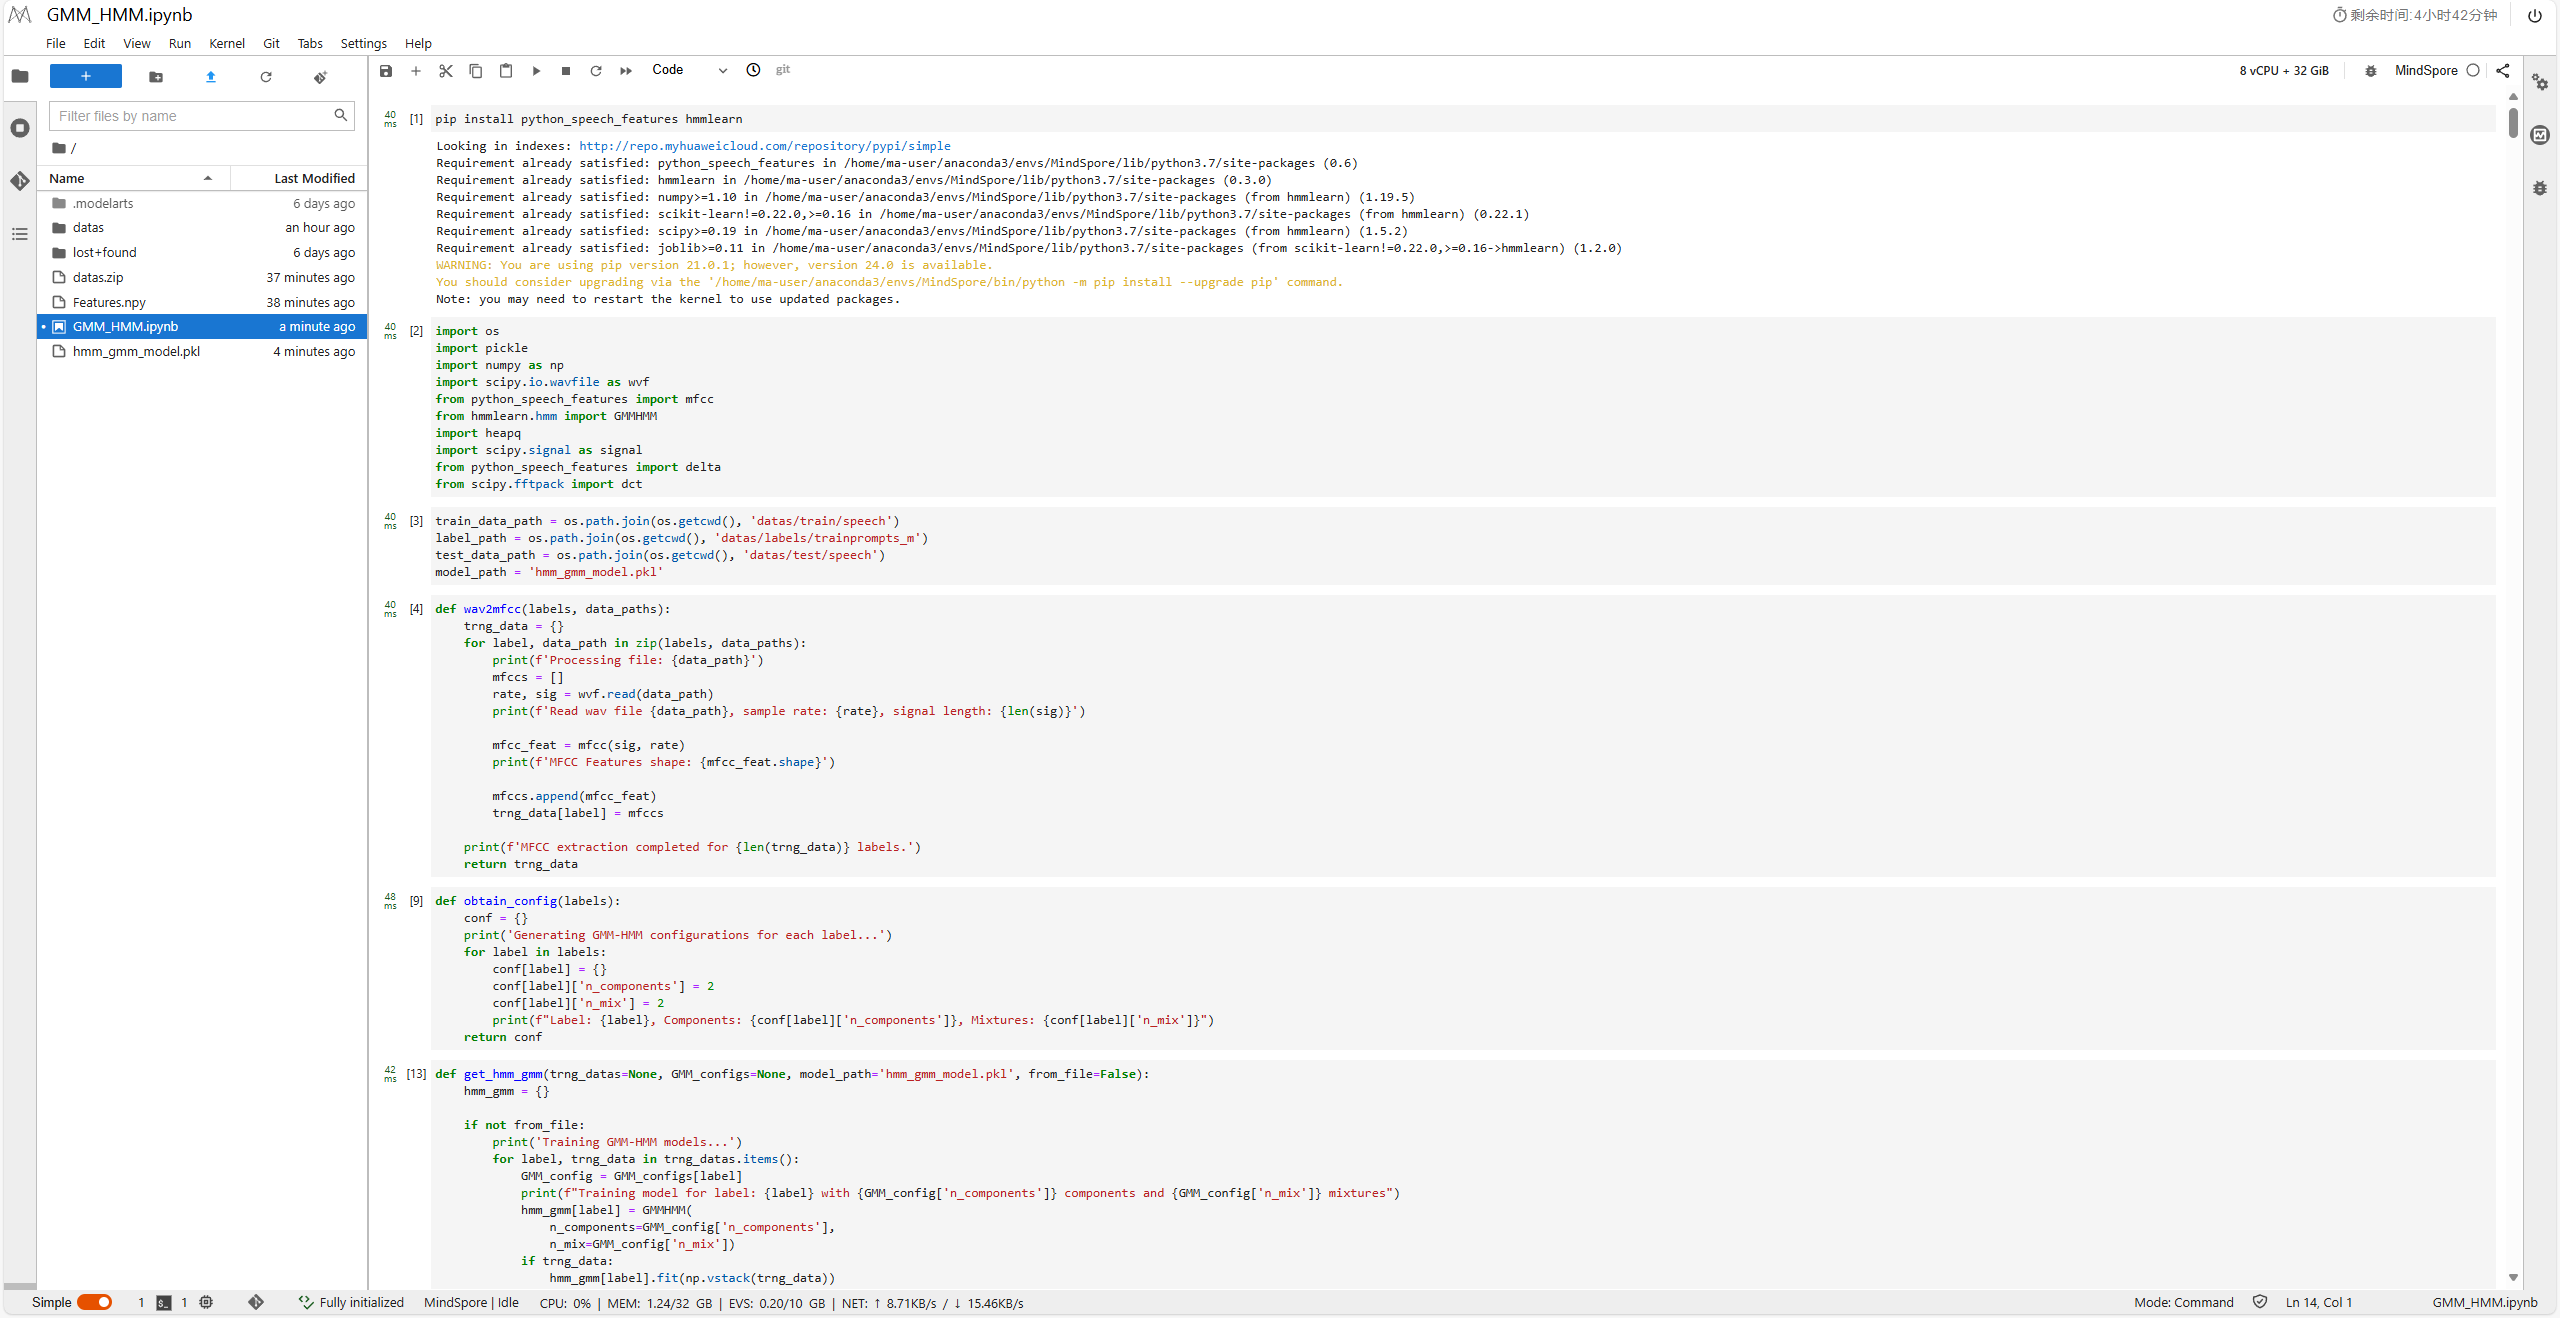 GMM_HMM.ipynb
剩余时间:4小时42分钟
File Edit View Run Kernel Git Tabs Settings Help
+
Code
git
8 vCPU + 32 GiB
MindSpore
Filter files by name
/
Name Last Modified
.modelarts 6 days ago
datas an hour ago
lost+found 6 days ago
datas.zip 37 minutes ago
Features.npy 38 minutes ago
GMM_HMM.ipynb a minute ago
hmm_gmm_model.pkl 4 minutes ago
40 ms [1] pip install python_speech_features hmmlearn
Looking in indexes: http://repo.myhuaweicloud.com/repository/pypi/simple
Requirement already satisfied: python_speech_features in /home/ma-user/anaconda3/envs/MindSpore/lib/python3.7/site-packages (0.6)
Requirement already satisfied: hmmlearn in /home/ma-user/anaconda3/envs/MindSpore/lib/python3.7/site-packages (0.3.0)
Requirement already satisfied: numpy>=1.10 in /home/ma-user/anaconda3/envs/MindSpore/lib/python3.7/site-packages (from hmmlearn) (1.19.5)
Requirement already satisfied: scikit-learn!=0.22.0,>=0.16 in /home/ma-user/anaconda3/envs/MindSpore/lib/python3.7/site-packages (from hmmlearn) (0.22.1)
Requirement already satisfied: scipy>=0.19 in /home/ma-user/anaconda3/envs/MindSpore/lib/python3.7/site-packages (from hmmlearn) (1.5.2)
Requirement already satisfied: joblib>=0.11 in /home/ma-user/anaconda3/envs/MindSpore/lib/python3.7/site-packages (from scikit-learn!=0.22.0,>=0.16->hmmlearn) (1.2.0)
WARNING: You are using pip version 21.0.1; however, version 24.0 is available.
You should consider upgrading via the '/home/ma-user/anaconda3/envs/MindSpore/bin/python -m pip install --upgrade pip' command.
Note: you may need to restart the kernel to use updated packages.
40 ms [2] import os
import pickle
import numpy as np
import scipy.io.wavfile as wvf
from python_speech_features import mfcc
from hmmlearn.hmm import GMMHMM
import heapq
import scipy.signal as signal
from python_speech_features import delta
from scipy.fftpack import dct
40 ms [3] train_data_path = os.path.join(os.getcwd(), 'datas/train/speech')
label_path = os.path.join(os.getcwd(), 'datas/labels/trainprompts_m')
test_data_path = os.path.join(os.getcwd(), 'datas/test/speech')
model_path = 'hmm_gmm_model.pkl'
40 ms [4] def wav2mfcc(labels, data_paths):
    trng_data = {}
    for label, data_path in zip(labels, data_paths):
        print(f'Processing file: {data_path}')
        mfccs = []
        rate, sig = wvf.read(data_path)
        print(f'Read wav file {data_path}, sample rate: {rate}, signal length: {len(sig)}')
        mfcc_feat = mfcc(sig, rate)
        print(f'MFCC Features shape: {mfcc_feat.shape}')
        mfccs.append(mfcc_feat)
        trng_data[label] = mfccs
    print(f'MFCC extraction completed for {len(trng_data)} labels.')
    return trng_data
48 ms [9] def obtain_config(labels):
    conf = {}
    print('Generating GMM-HMM configurations for each label...')
    for label in labels:
        conf[label] = {}
        conf[label]['n_components'] = 2
        conf[label]['n_mix'] = 2
        print(f"Label: {label}, Components: {conf[label]['n_components']}, Mixtures: {conf[label]['n_mix']}")
    return conf
42 ms [13] def get_hmm_gmm(trng_datas=None, GMM_configs=None, model_path='hmm_gmm_model.pkl', from_file=False):
    hmm_gmm = {}
    if not from_file:
        print('Training GMM-HMM models...')
        for label, trng_data in trng_datas.items():
            GMM_config = GMM_configs[label]
            print(f"Training model for label: {label} with {GMM_config['n_components']} components and {GMM_config['n_mix']} mixtures")
            hmm_gmm[label] = GMMHMM(
                n_components=GMM_config['n_components'],
                n_mix=GMM_config['n_mix'])
            if trng_data:
                hmm_gmm[label].fit(np.vstack(trng_data))
Simple 1 1 Fully initialized MindSpore | Idle CPU: 0% | MEM: 1.24/32 GB | EVS: 0.20/10 GB | NET: ↑ 8.71KB/s / ↓ 15.46KB/s Mode: Command Ln 14, Col 1 GMM_HMM.ipynb